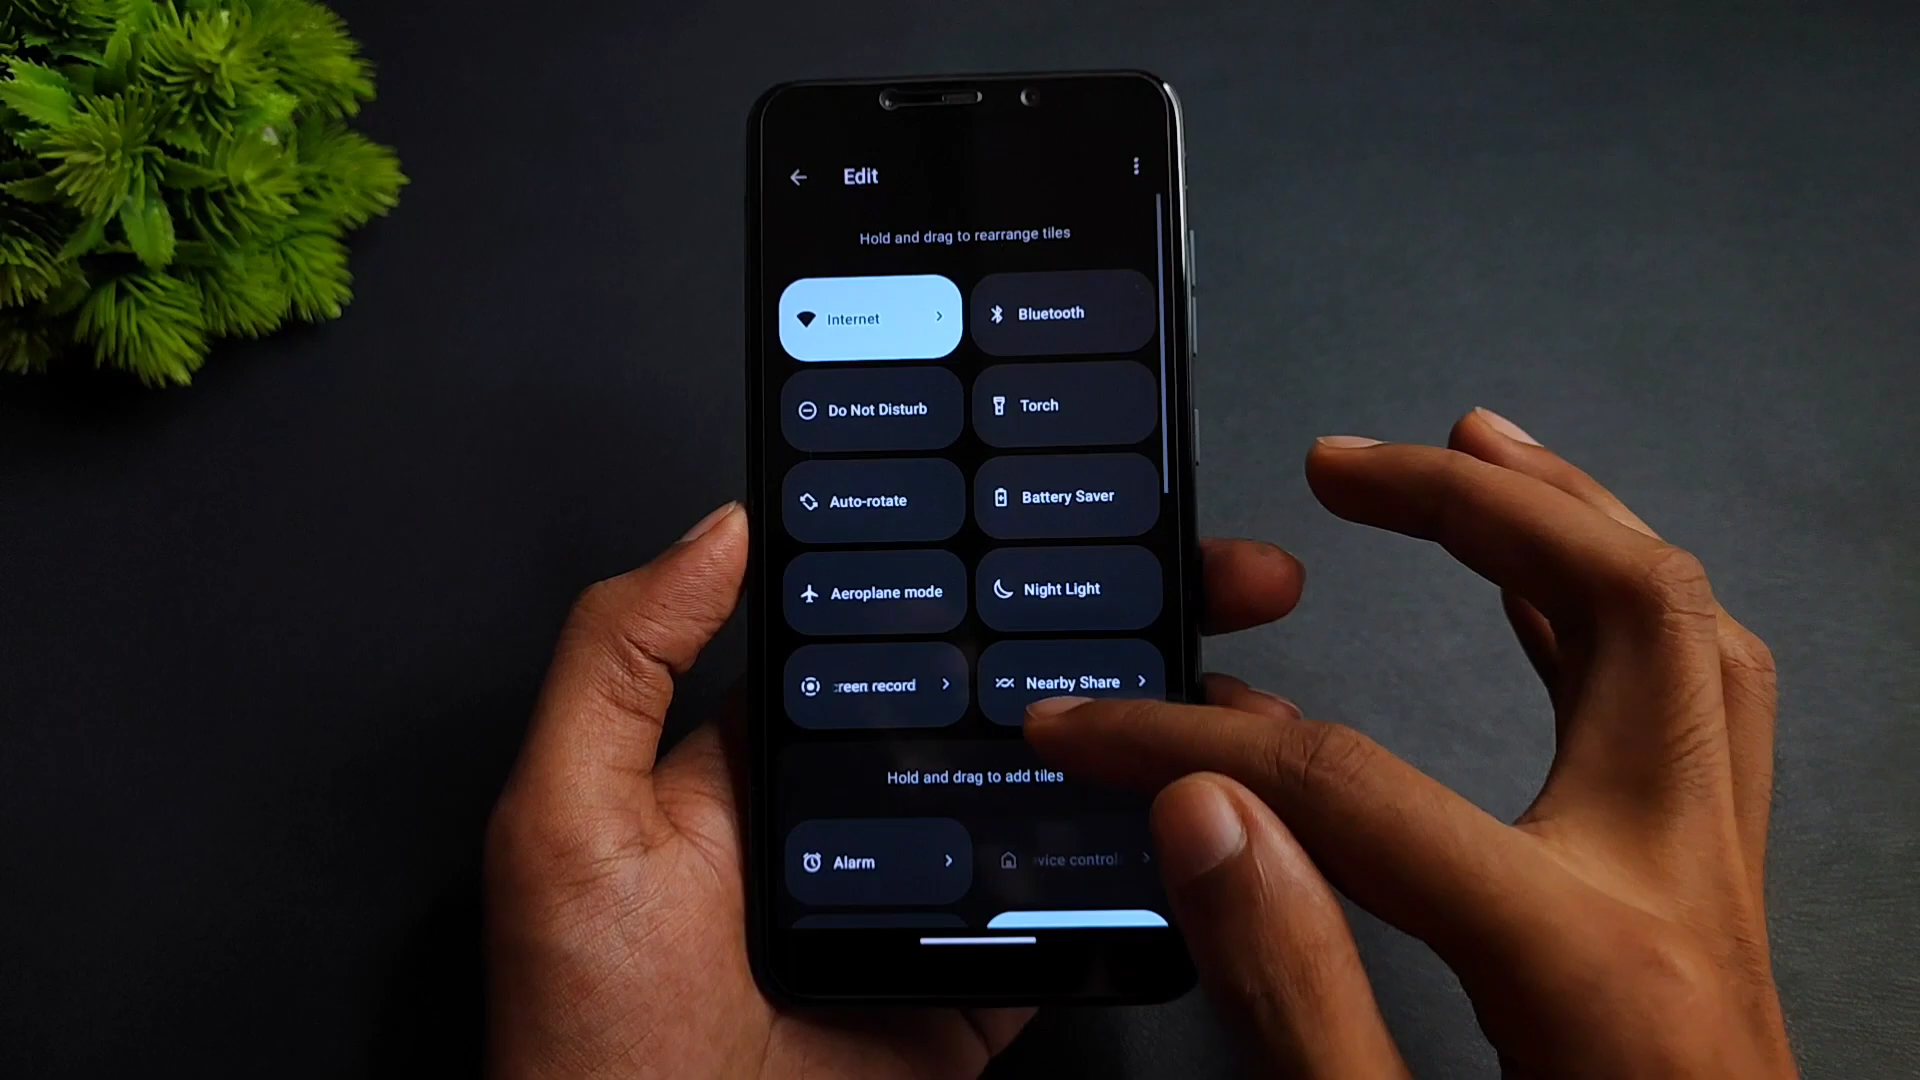 Edit
Hold and drag to rearrange tiles
Internet
Bluetooth
Do Not Disturb
Torch
Auto-rotate
Battery Saver
Aeroplane mode
Night Light
reen record
Nearby Share
Hold and drag to add tiles
Alarm
vice control